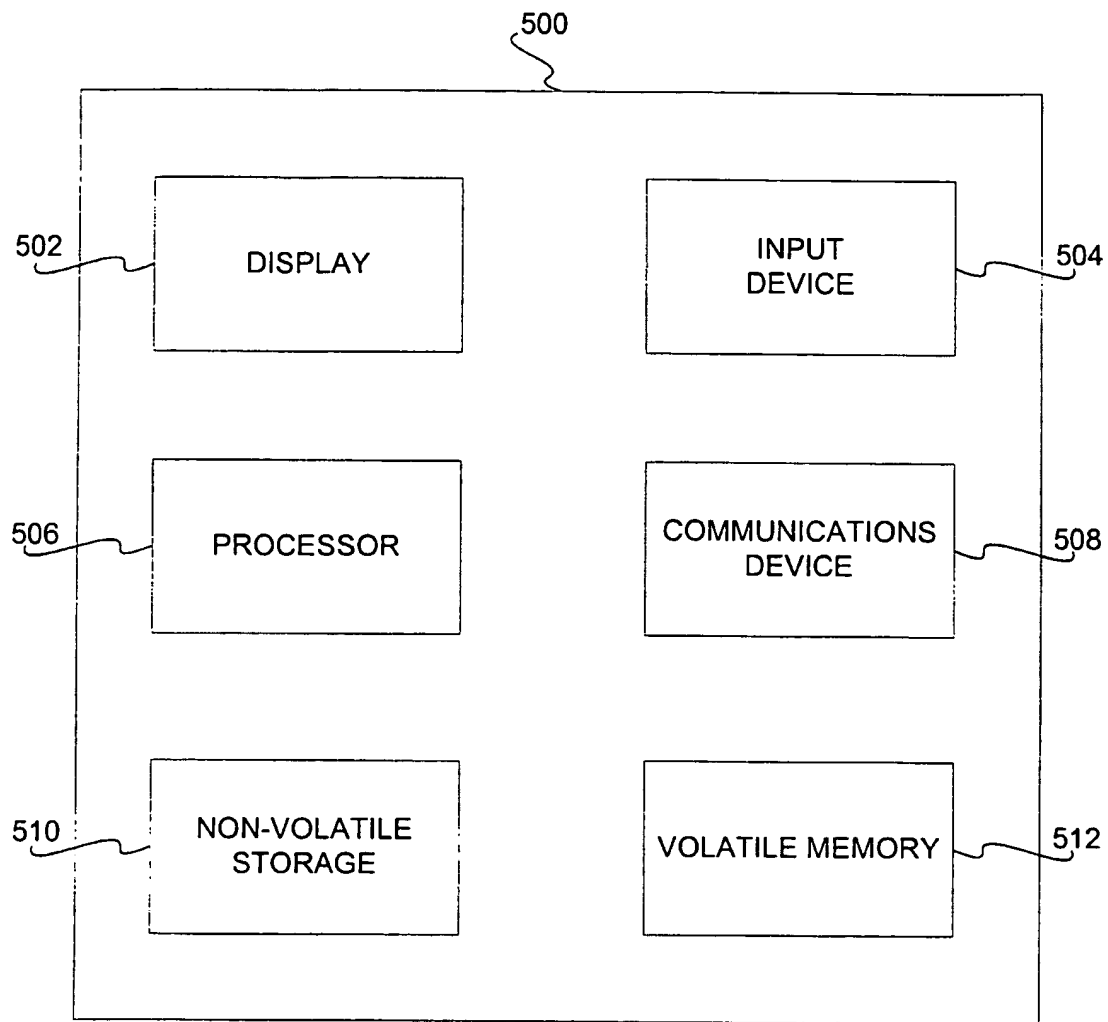 500
502
DISPLAY
INPUT
DEVICE
504
506
PROCESSOR
COMMUNICATIONS
DEVICE
508
510
NON-VOLATILE
STORAGE
VOLATILE MEMORY
512